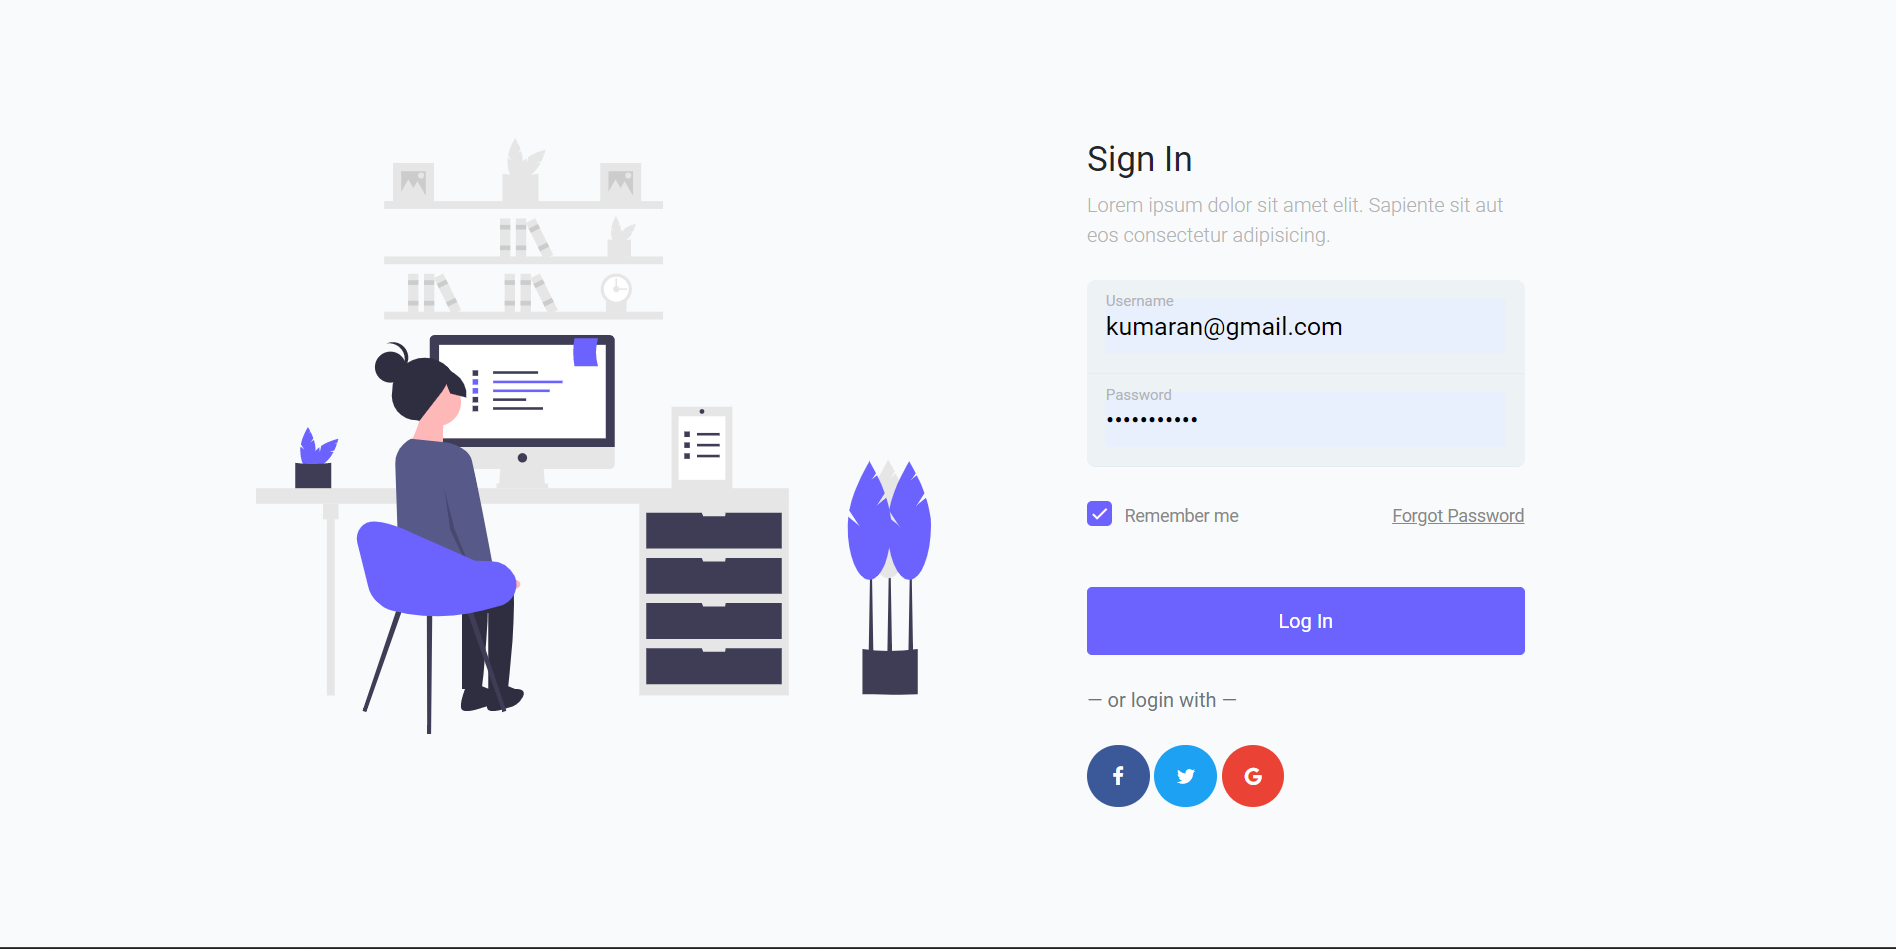 Sign In
Lorem ipsum dolor sit amet elit. Sapiente sit aut
eos consectetur adipisicing.
Username
kumaran@gmail.com
Password
•••••••••••
Remember me
Forgot Password
Log In
— or login with —